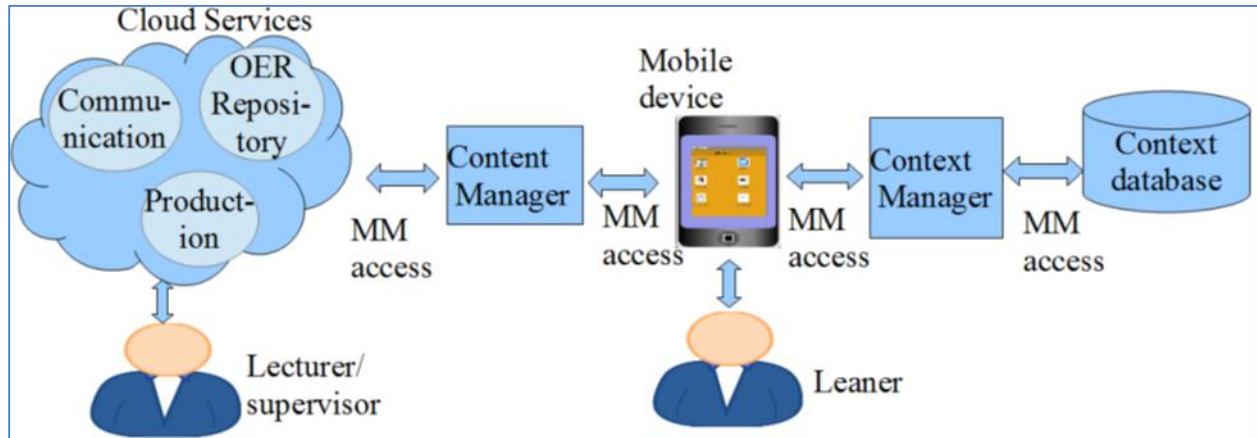 Cloud Services
Commu-
nication
OER
Reposi-
tory
Product-
ion
MM
access
Content
Manager
MM
access
Mobile
device
MM
access
Context
Manager
MM
access
Context
database
Lecturer/
supervisor
Leaner